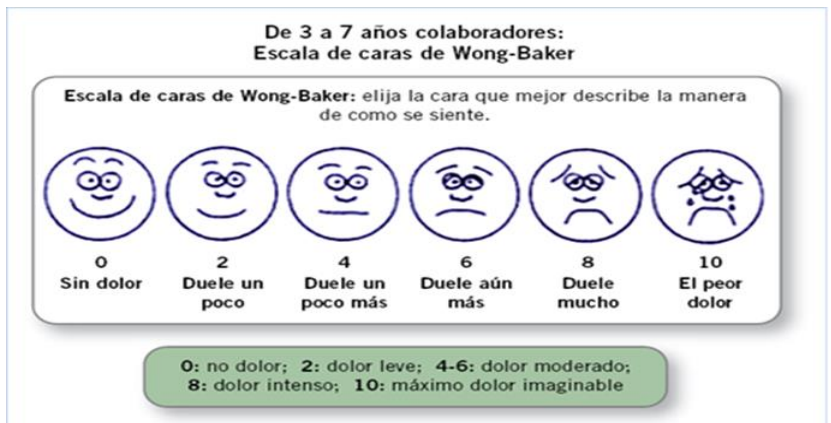 De 3 a 7 años colaboradores:
Escala de caras de Wong-Baker
Escala de caras de Wong-Baker: elija la cara que mejor describe la manera
de como se siente.
0 2 4 6 8 10
Sin dolor Duele un Duele un Duele aún Duele El peor
poco poco más más mucho dolor
0: no dolor; 2: dolor leve; 4-6: dolor moderado;
8: dolor intenso; 10: máximo dolor imaginable